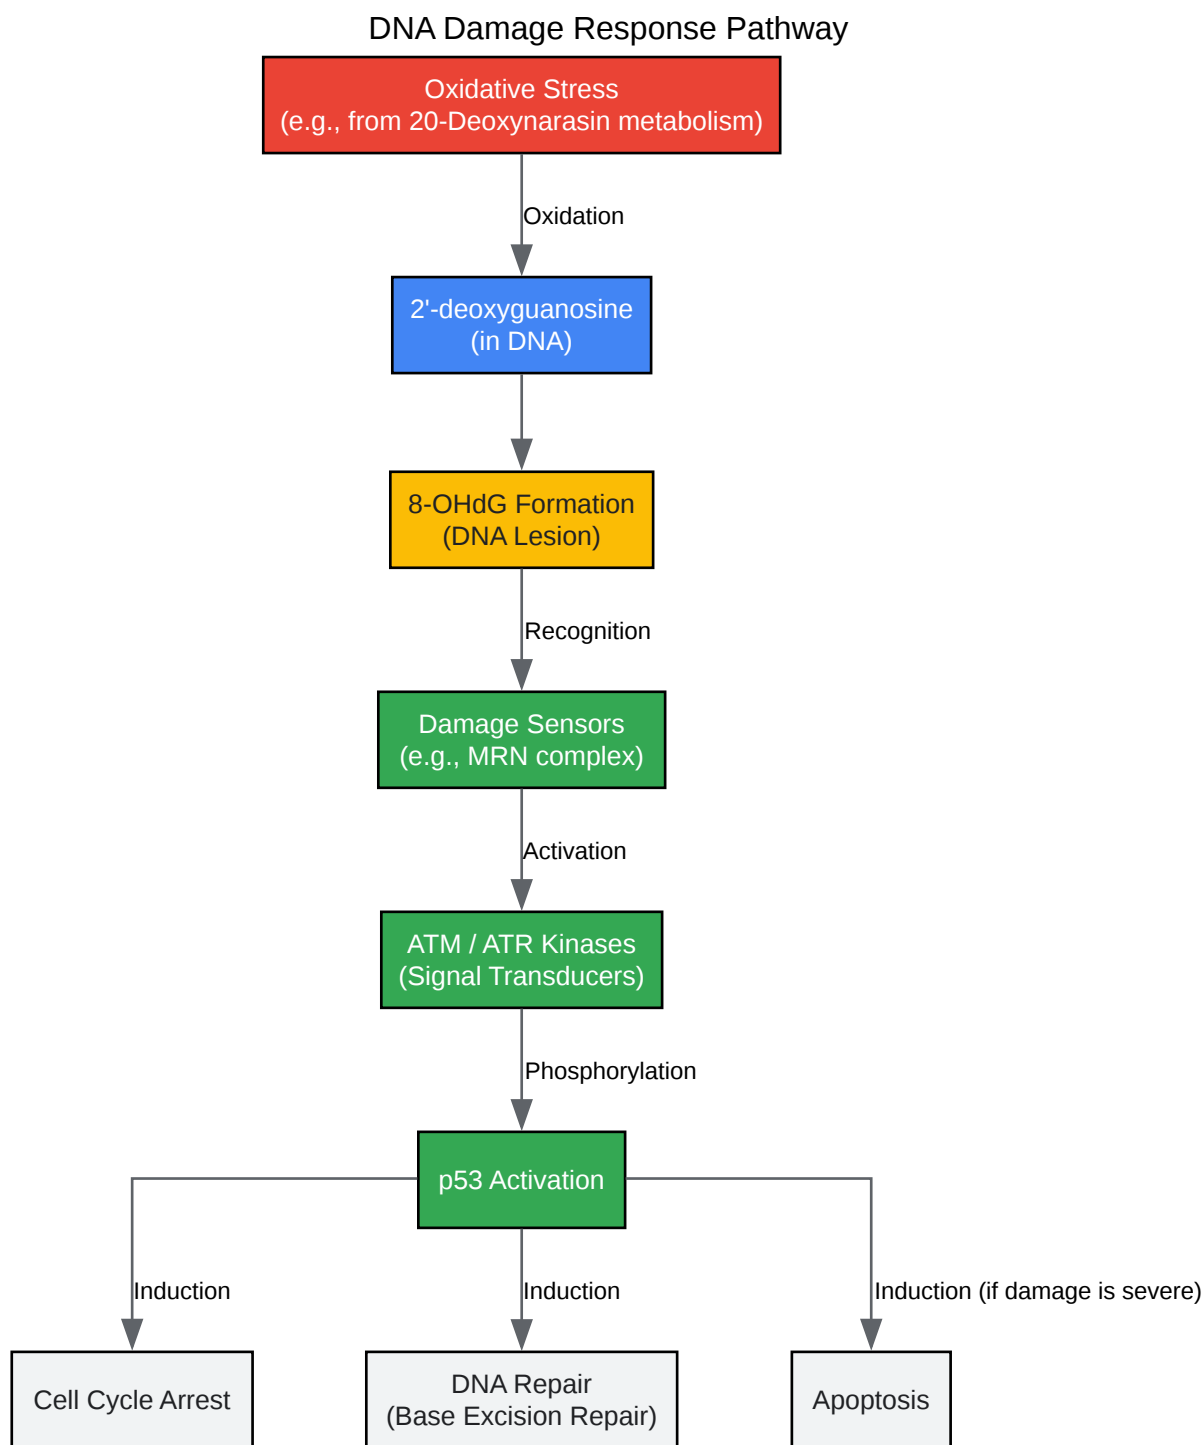 DNA Damage Response Pathway
Oxidative Stress
(e.g., from 20-Deoxynarasin metabolism)
Oxidation
2'-deoxyguanosine
(in DNA)
8-OHdG Formation
(DNA Lesion)
Recognition
Damage Sensors
(e.g., MRN complex)
Activation
ATM / ATR Kinases
(Signal Transducers)
Phosphorylation
p53 Activation
Induction
Induction
Induction (if damage is severe)
Cell Cycle Arrest
DNA Repair
(Base Excision Repair)
Apoptosis